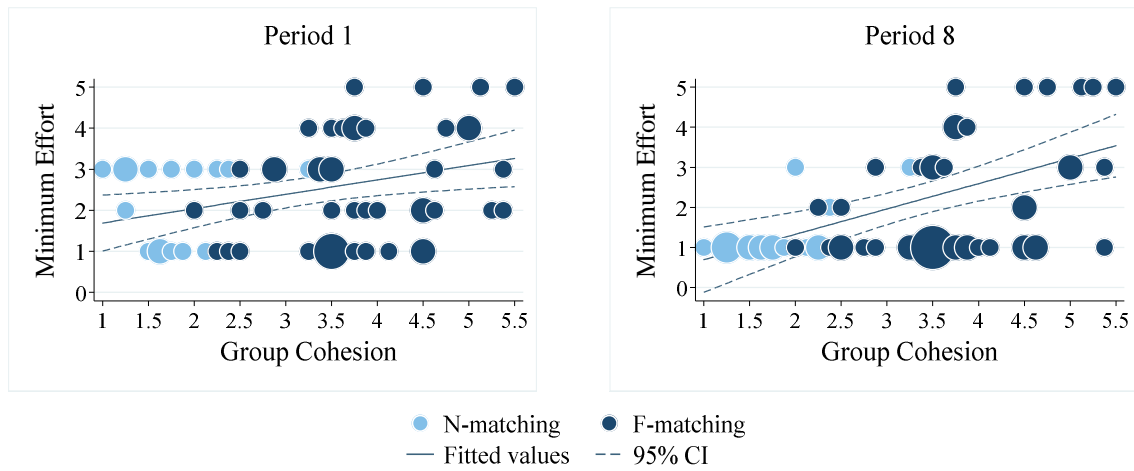 Period 1
Minimum Effort
5
4
3
2
1
0
1 1.5 2 2.5 3 3.5 4 4.5 5 5.5
Group Cohesion
Period 8
Minimum Effort
5
4
3
2
1
0
1 1.5 2 2.5 3 3.5 4 4.5 5 5.5
Group Cohesion
N-matching F-matching
Fitted values 95% CI